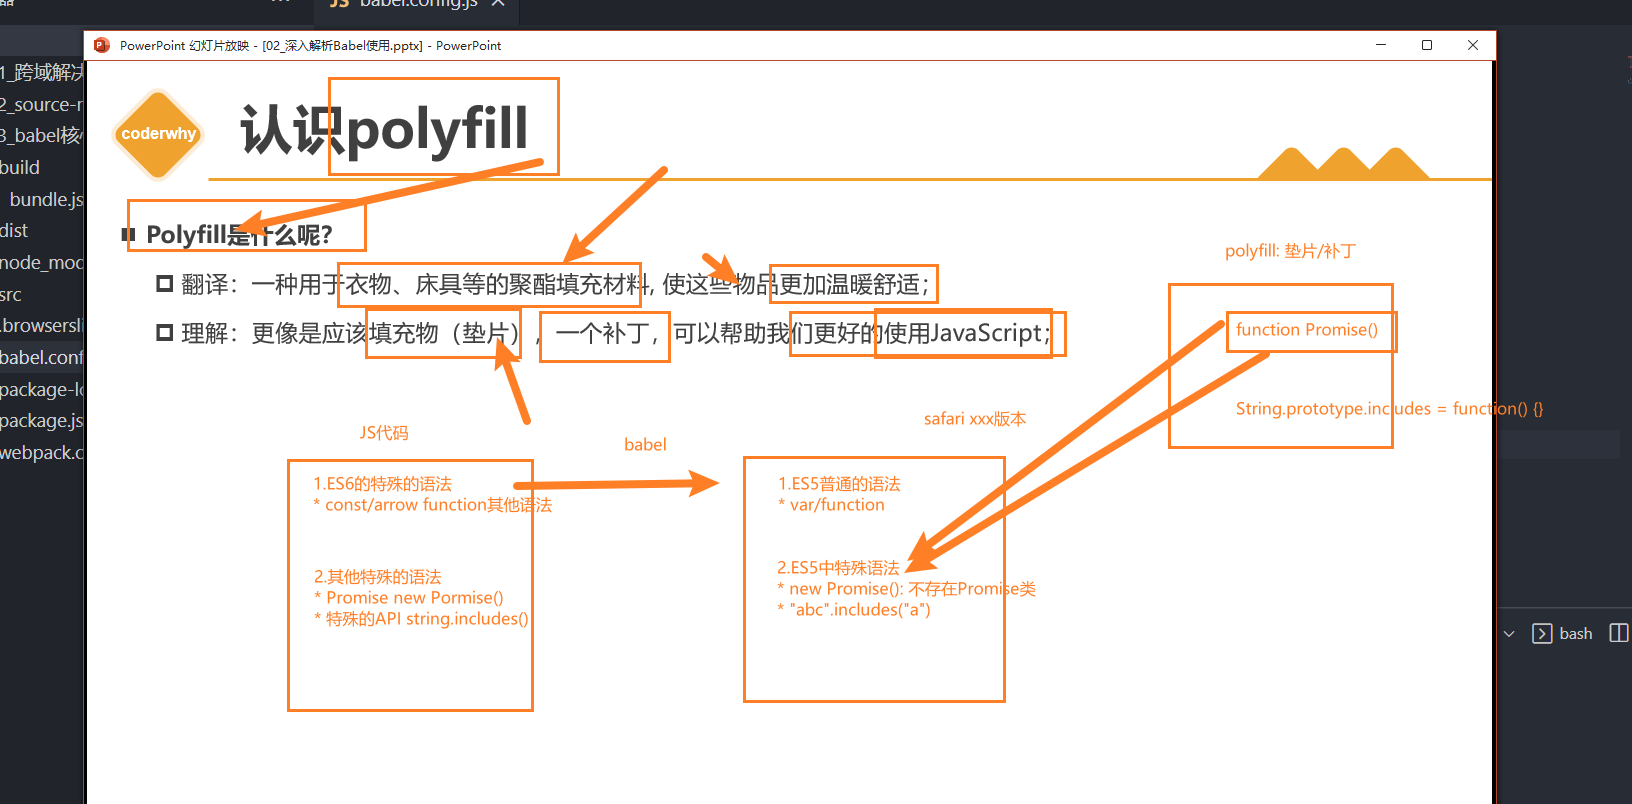 JS babel.config.js
PowerPoint 幻灯片放映 - [02_深入解析Babel使用.pptx] - PowerPoint
1_跨域解决
2_source-r
3_babel核
build
bundle.js
dist
node_mod
src
.browsersli
babel.conf
package-lo
package.js
webpack.c
coderwhy
认识polyfill
Polyfill是什么呢?
翻译：一种用于衣物、床具等的聚酯填充材料, 使这些物品更加温暖舒适；
理解：更像是应该填充物（垫片），一个补丁，可以帮助我们更好的使用JavaScript；
polyfill: 垫片/补丁
function Promise()
String.prototype.includes = function() {}
JS代码
babel
safari xxx版本
1.ES6的特殊的语法
* const/arrow function其他语法
2.其他特殊的语法
* Promise new Pormise()
* 特殊的API string.includes()
1.ES5普通的语法
* var/function
2.ES5中特殊语法
* new Promise(): 不存在Promise类
* "abc".includes("a")
bash